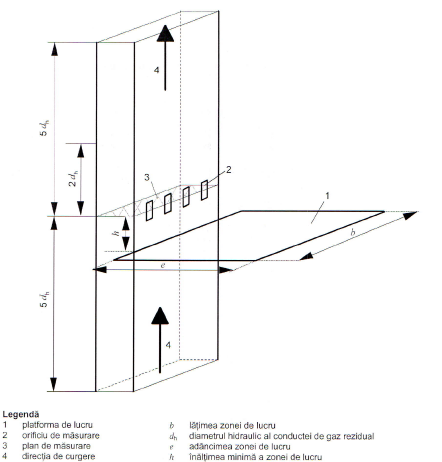 4
5 dh
2 dh
3
2
1
h
b
e
5 dh
4
Legendă
1 platforma de lucru
2 orificiu de măsurare
3 plan de măsurare
4 direcția de curgere
b lățimea zonei de lucru
dh diametrul hidraulic al conductei de gaz rezidual
e adâncimea zonei de lucru
h înălțimea minimă a zonei de lucru